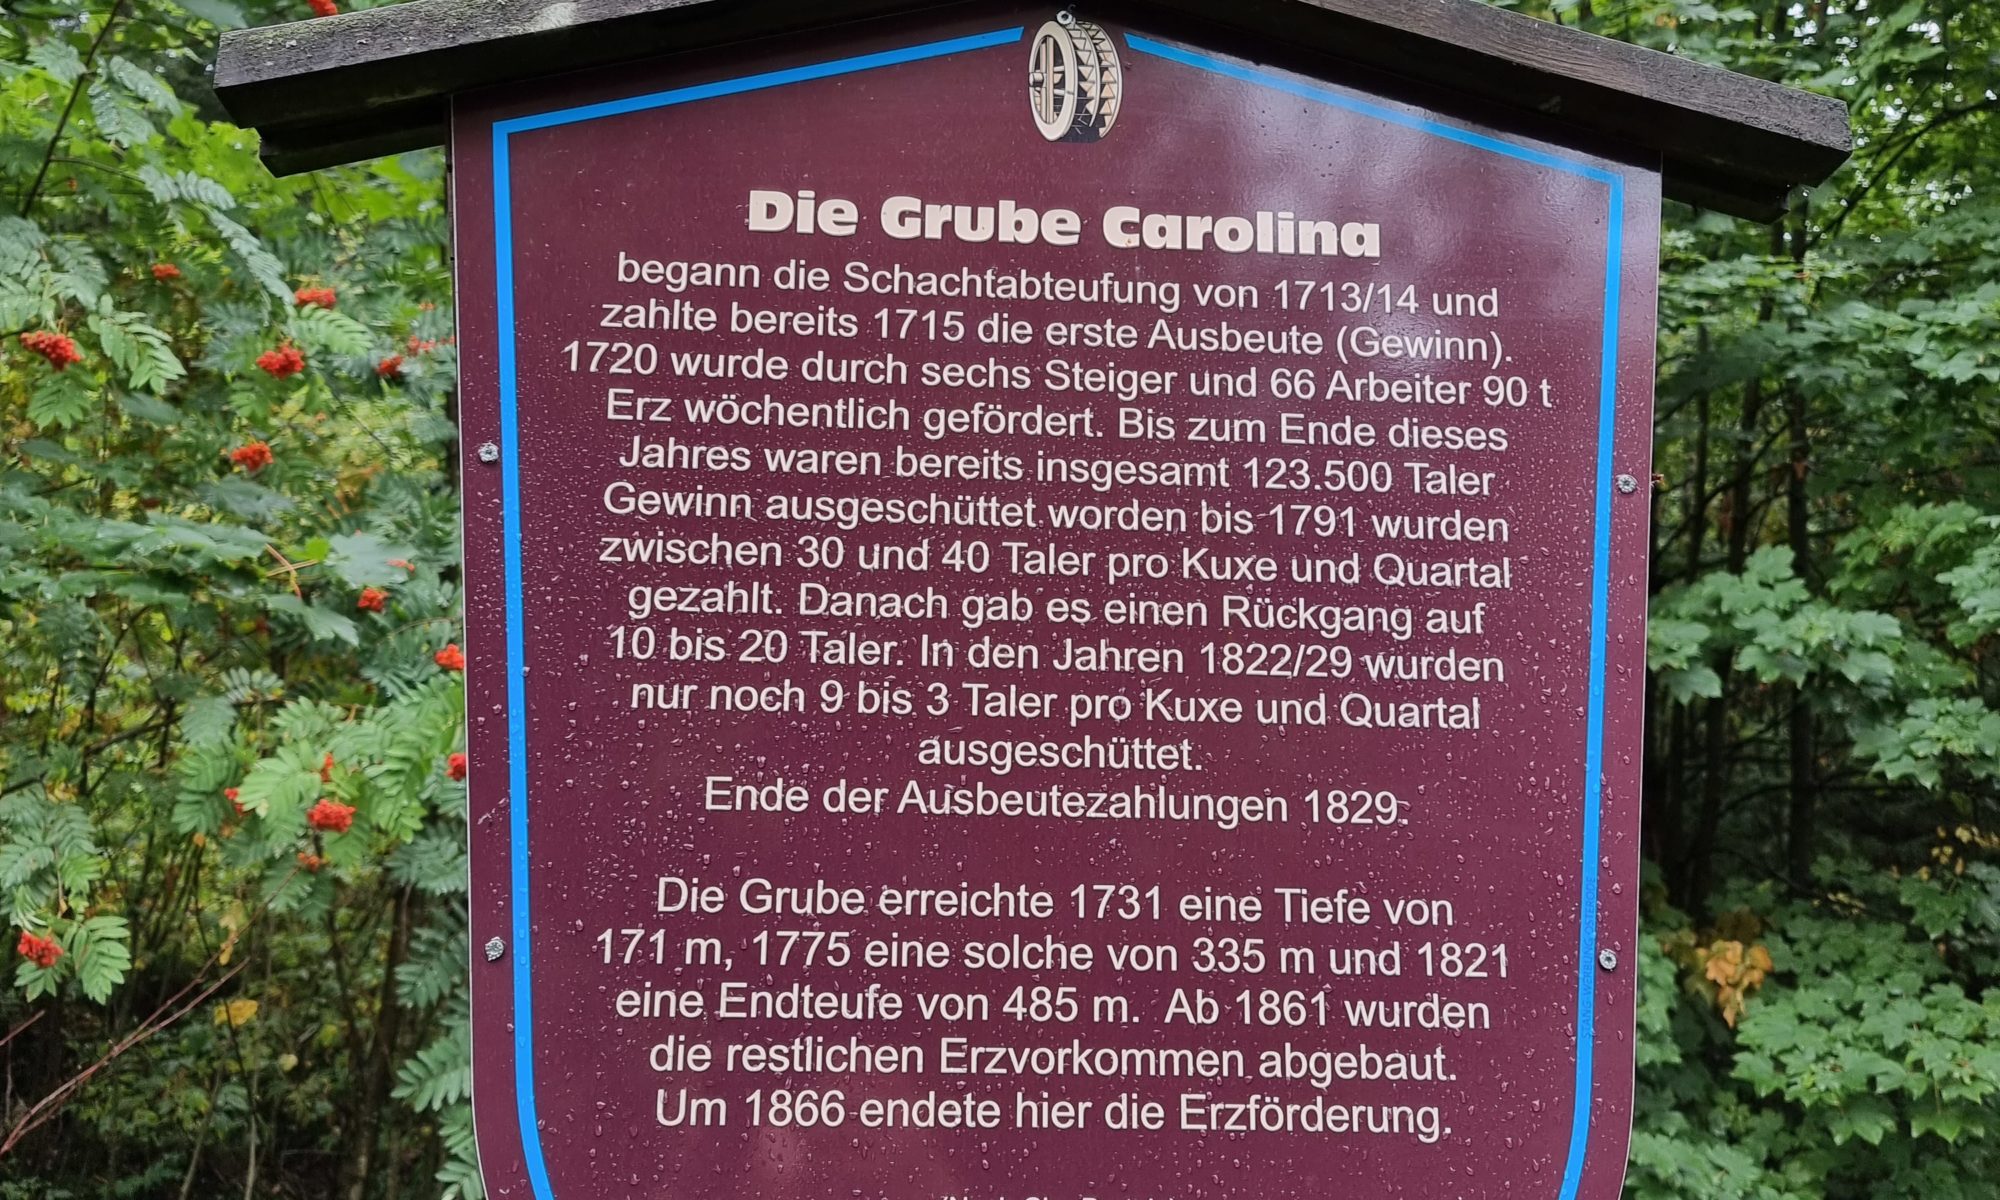 Die Grube Carolina
begann die Schachtabteufung von 1713/14 und
zahlte bereits 1715 die erste Ausbeute (Gewinn).
1720 wurde durch sechs Steiger und 66 Arbeiter 90 t
Erz wöchentlich gefördert. Bis zum Ende dieses
Jahres waren bereits insgesamt 123.500 Taler
Gewinn ausgeschüttet worden bis 1791 wurden
zwischen 30 und 40 Taler pro Kuxe und Quartal
gezahlt. Danach gab es einen Rückgang auf
10 bis 20 Taler. In den Jahren 1822/29 wurden
nur noch 9 bis 3 Taler pro Kuxe und Quartal
ausgeschüttet.
Ende der Ausbeutezahlungen 1829.
Die Grube erreichte 1731 eine Tiefe von
171 m, 1775 eine solche von 335 m und 1821
eine Endteufe von 485 m. Ab 1861 wurden
die restlichen Erzvorkommen abgebaut.
Um 1866 endete hier die Erzförderung.